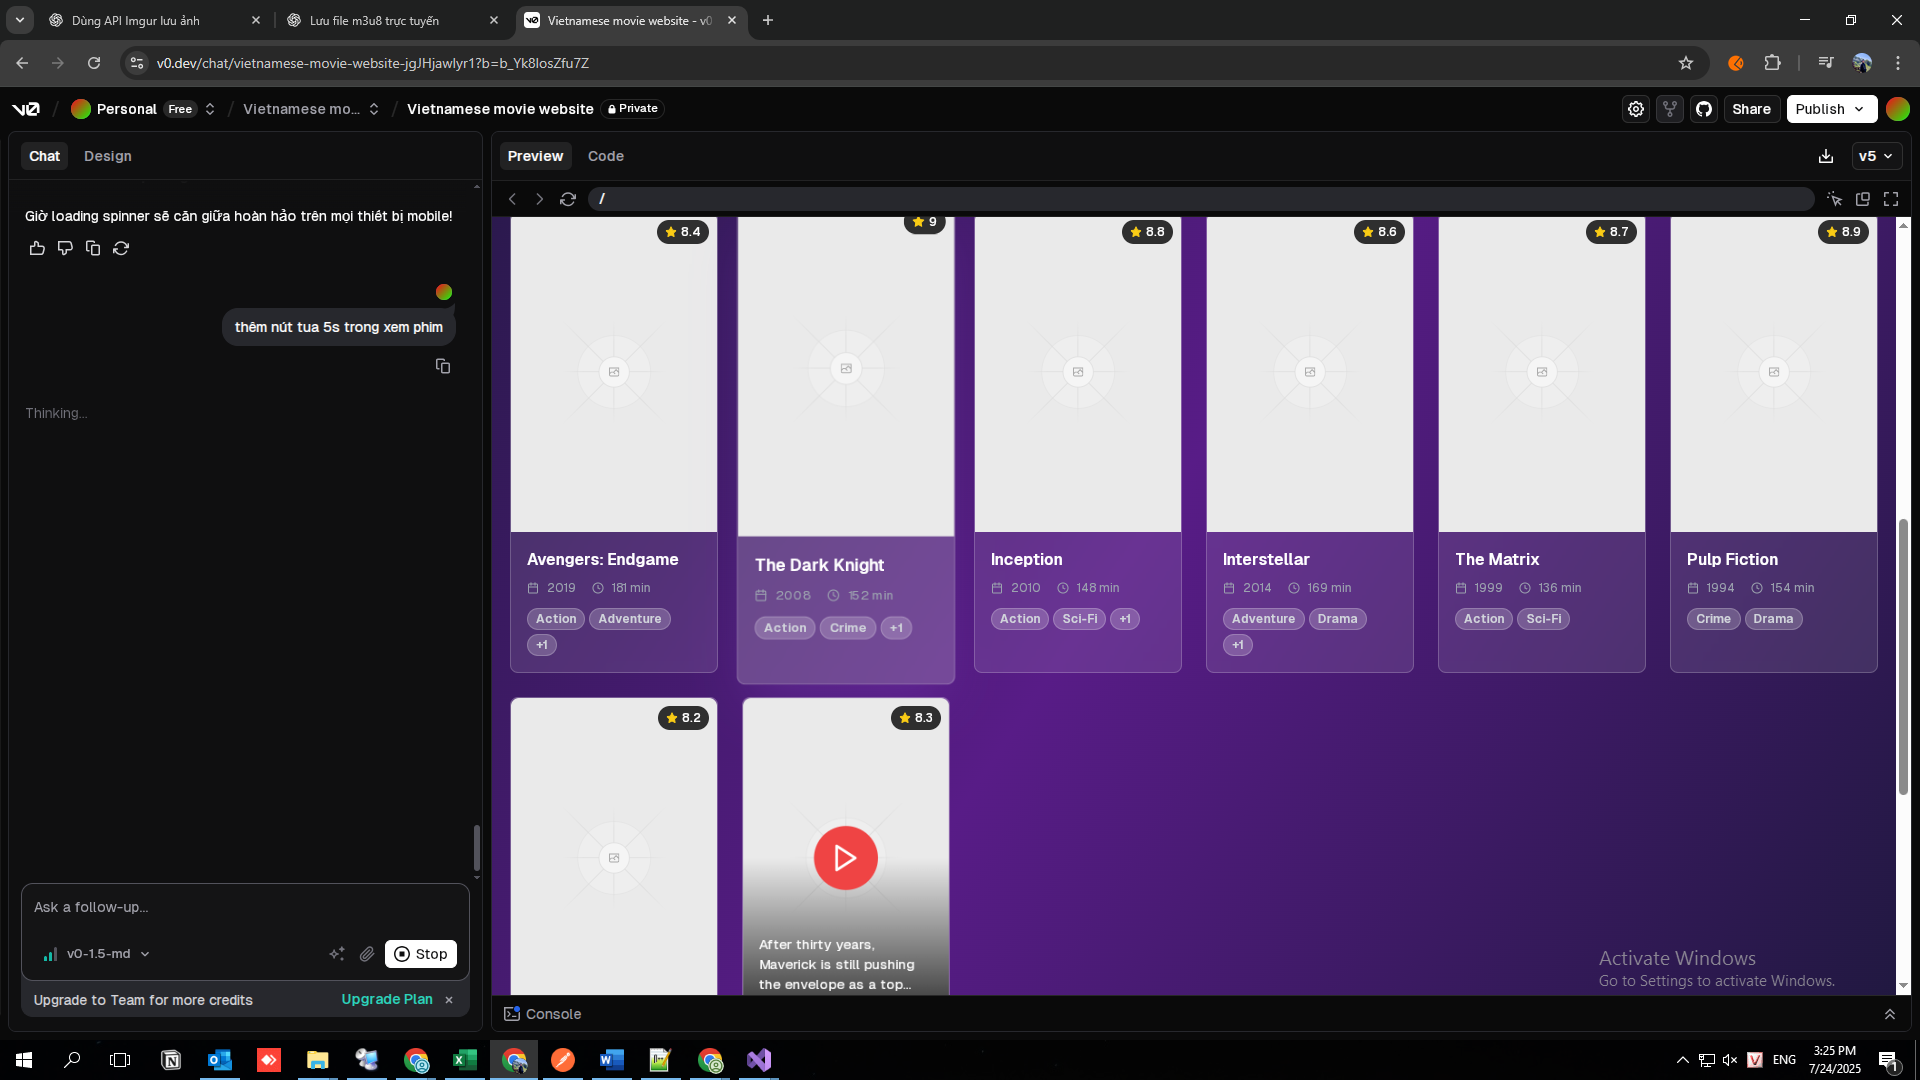 Dùng API Imgur lưu ảnh
Lưu file m3u8 trực tuyến
Vietnamese movie website - v0
v0.dev/chat/vietnamese-movie-website-jgJHjawlyr1?b=b_Yk8IosZfu7Z
Personal
Free
Vietnamese mo...
Vietnamese movie website
Private
Share
Publish
Chat
Design
Preview
Code
v5
/
Giờ loading spinner sẽ căn giữa hoàn hảo trên mọi thiết bị mobile!
thêm nút tua 5s trong xem phim
Thinking...
8.4
9
8.8
8.6
8.7
8.9
Avengers: Endgame
2019
181 min
Action
Adventure
+1
The Dark Knight
2008
152 min
Action
Crime
+1
Inception
2010
148 min
Action
Sci-Fi
+1
Interstellar
2014
169 min
Adventure
Drama
+1
The Matrix
1999
136 min
Action
Sci-Fi
Pulp Fiction
1994
154 min
Crime
Drama
8.2
8.3
After thirty years,
Maverick is still pushing
the envelope as a top...
Ask a follow-up...
v0-1.5-md
Stop
Upgrade to Team for more credits
Upgrade Plan
Console
Activate Windows
Go to Settings to activate Windows.
ENG
3:25 PM
7/24/2025
1